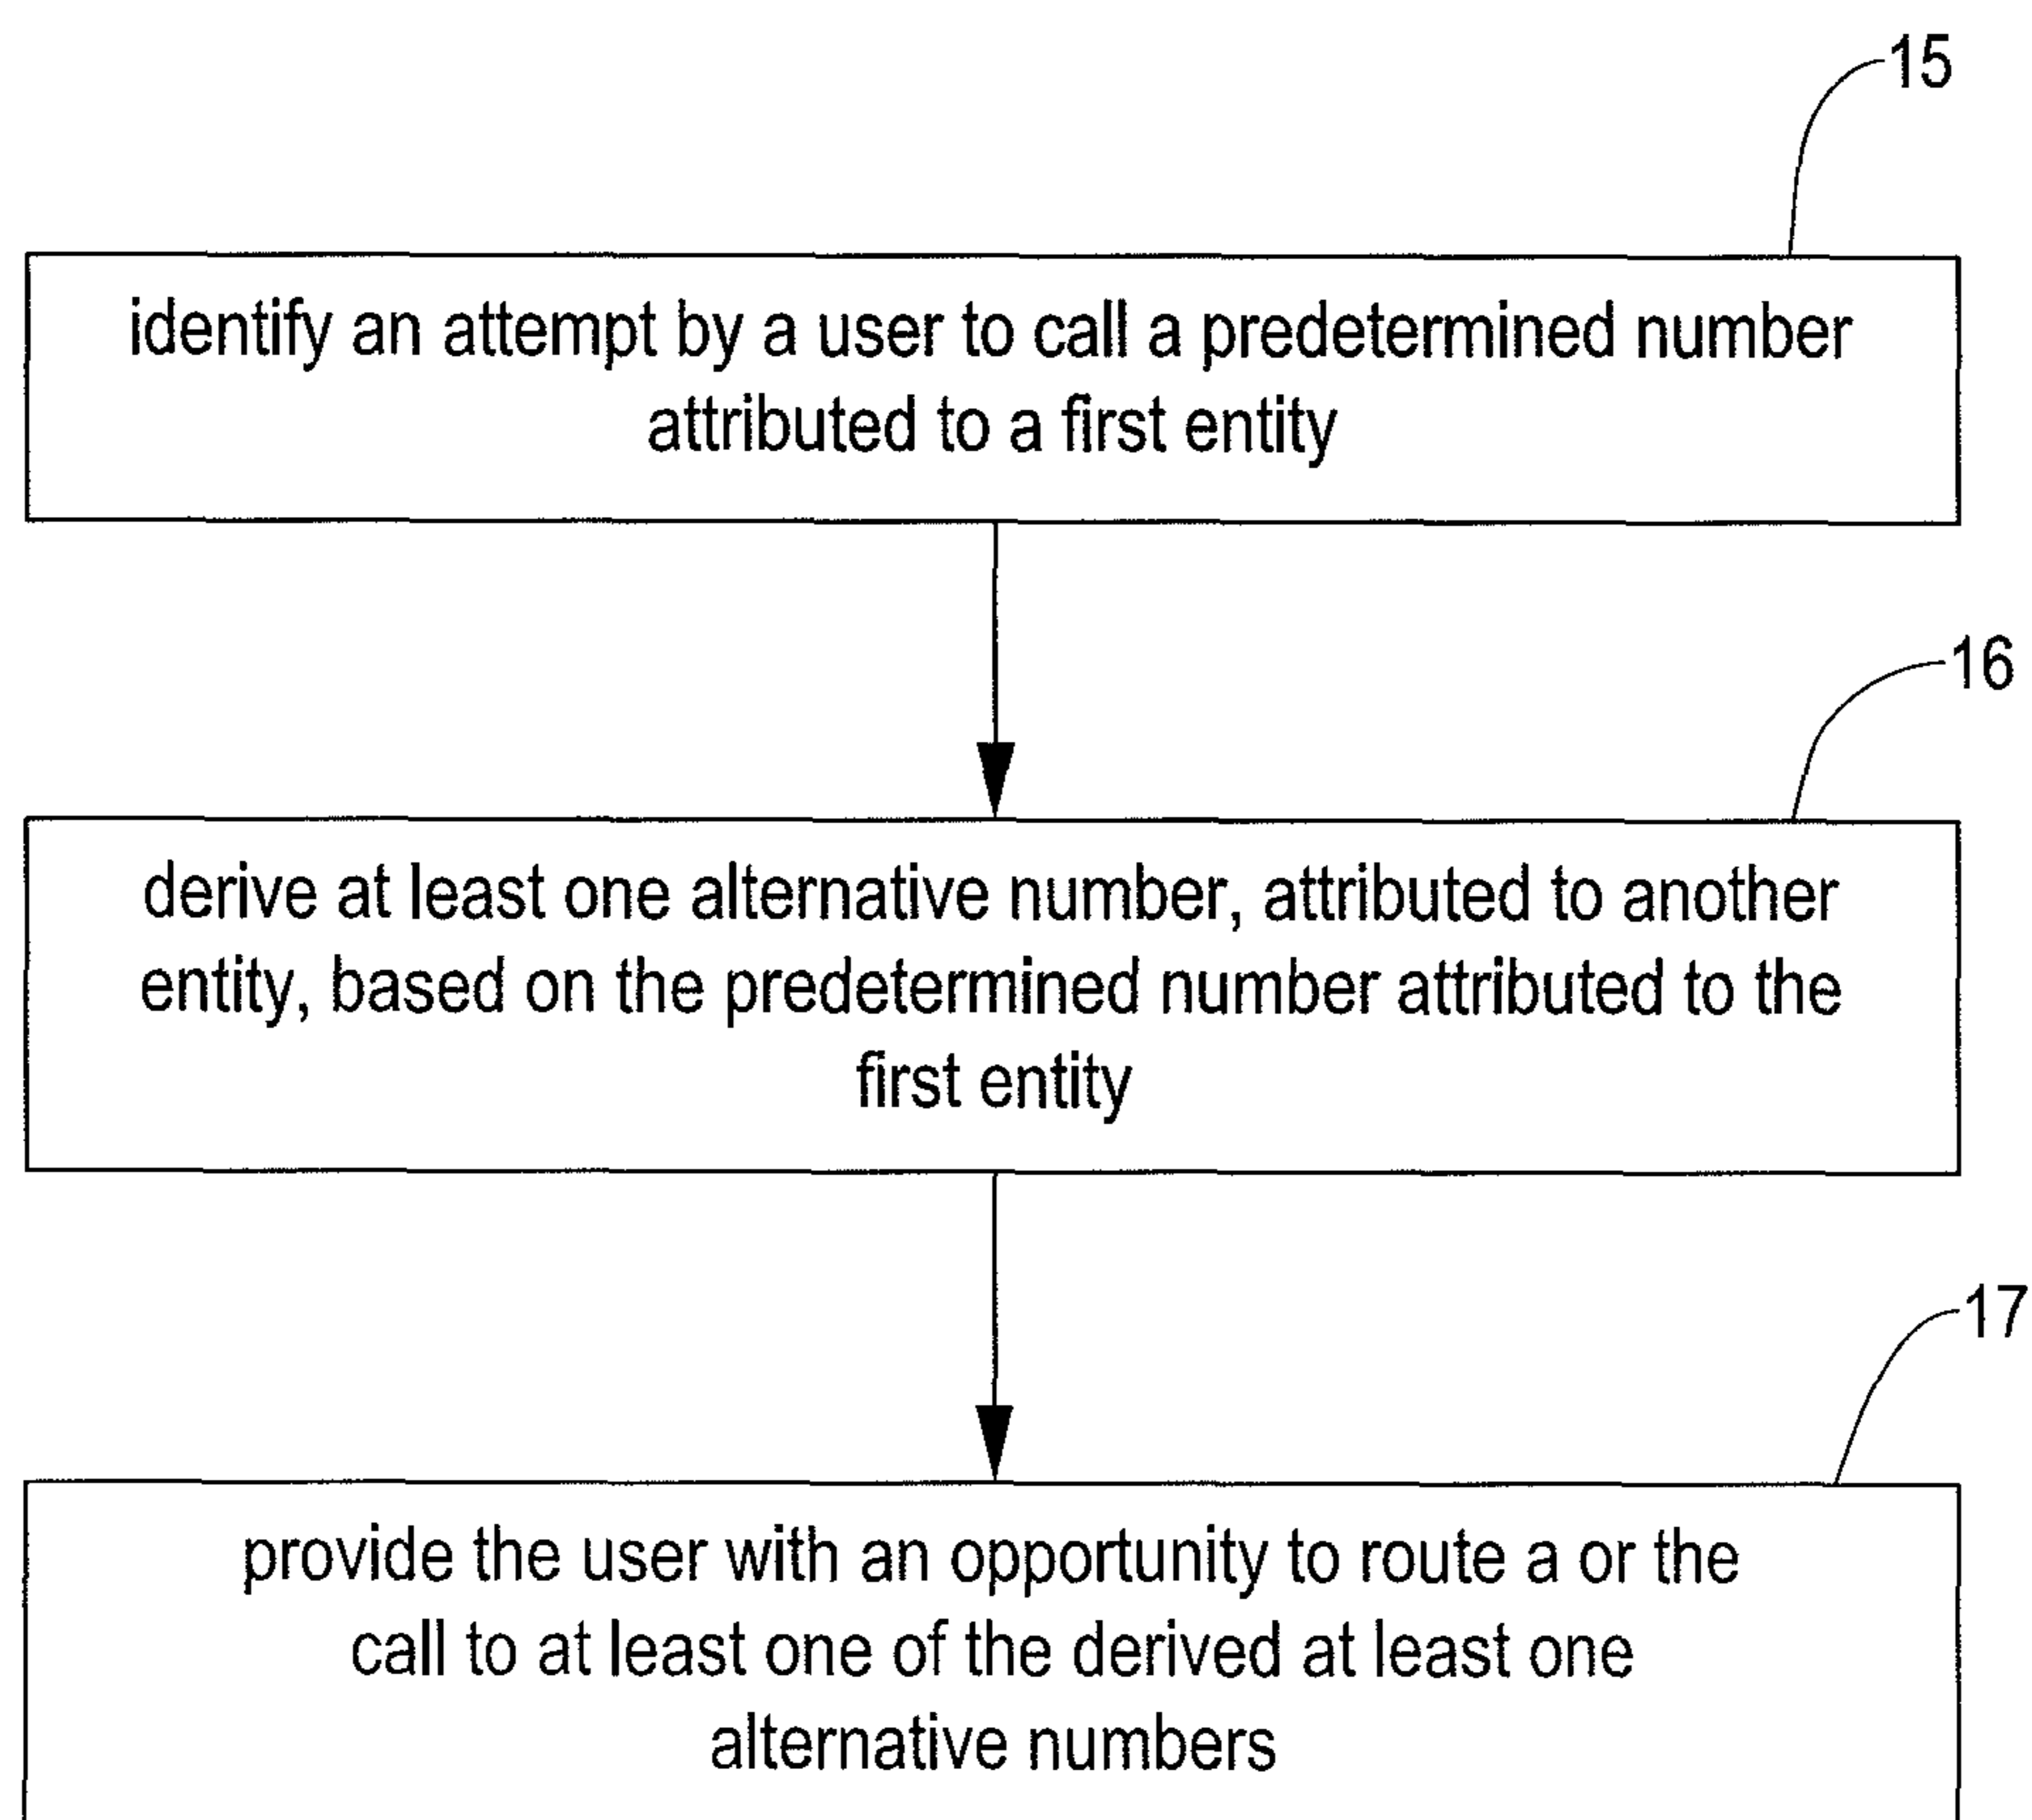 15
identify an attempt by a user to call a predetermined number
attributed to a first entity
16
derive at least one alternative number, attributed to another
entity, based on the predetermined number attributed to the
first entity
17
provide the user with an opportunity to route a or the
call to at least one of the derived at least one
alternative numbers